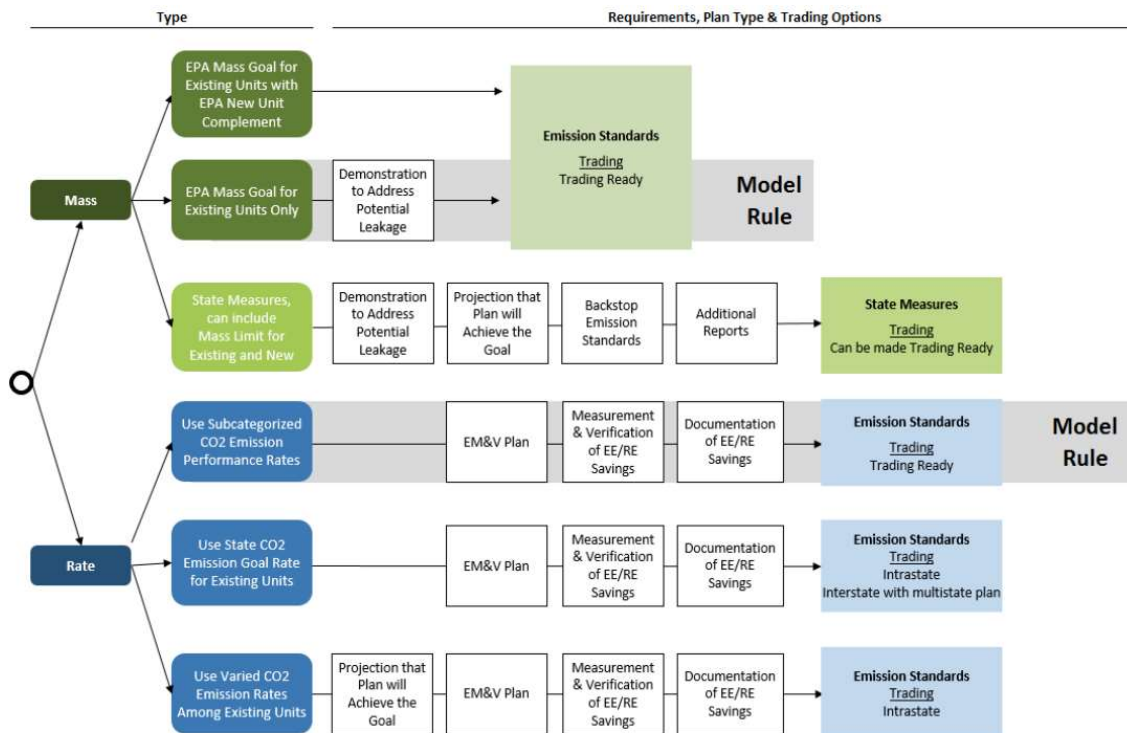 Type
Requirements, Plan Type & Trading Options
EPA Mass Goal for
Existing Units with
EPA New Unit
Complement
Emission Standards
Trading
Trading Ready
Mass
EPA Mass Goal for
Existing Units Only
Demonstration
to Address
Potential
Leakage
Model
Rule
State Measures,
can include
Mass Limit for
Existing and New
Demonstration
to Address
Potential
Leakage
Projection that
Plan will
Achieve the
Goal
Backstop
Emission
Standards
Additional
Reports
State Measures
Trading
Can be made Trading Ready
Use Subcategorized
CO2 Emission
Performance Rates
EM&V Plan
Measurement
& Verification
of EE/RE
Savings
Documentation
of EE/RE
Savings
Emission Standards
Trading
Trading Ready
Model
Rule
Rate
Use State CO2
Emission Goal Rate
for Existing Units
EM&V Plan
Measurement
& Verification
of EE/RE
Savings
Documentation
of EE/RE
Savings
Emission Standards
Trading
Intrastate
Interstate with multistate plan
Use Varied CO2
Emission Rates
Among Existing Units
Projection that
Plan will
Achieve the
Goal
EM&V Plan
Measurement
& Verification
of EE/RE
Savings
Documentation
of EE/RE
Savings
Emission Standards
Trading
Intrastate